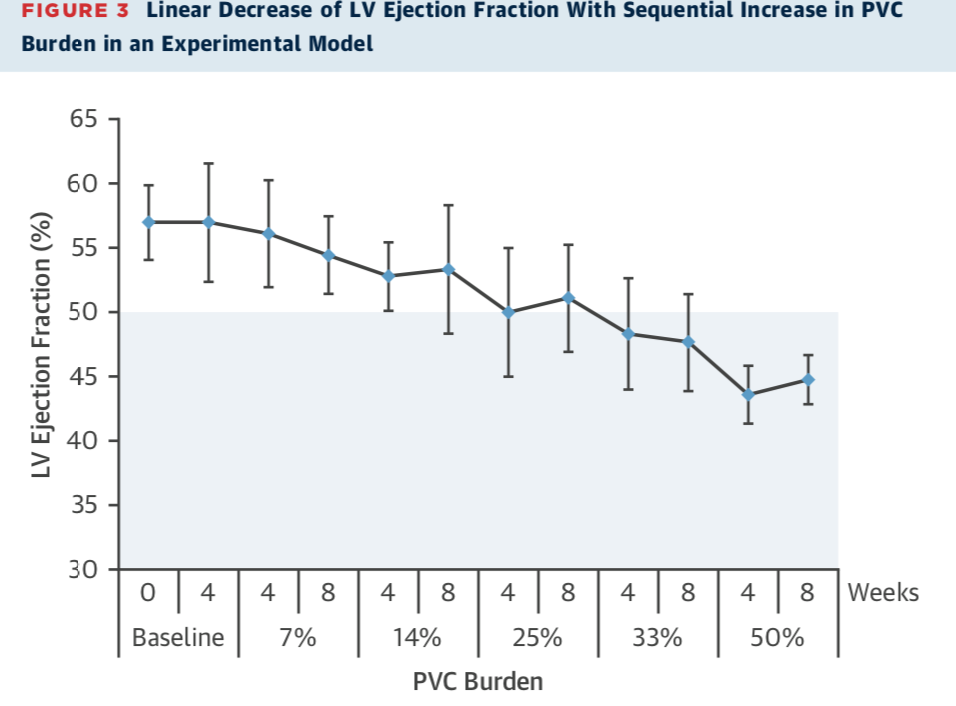 FIGURE 3 Linear Decrease of LV Ejection Fraction With Sequential Increase in PVC
Burden in an Experimental Model
LV Ejection Fraction (%)
65
60
55
50
45
40
35
30
0 4 4 8 4 8 4 8 4 8 4 8 Weeks
Baseline 7% 14% 25% 33% 50%
PVC Burden